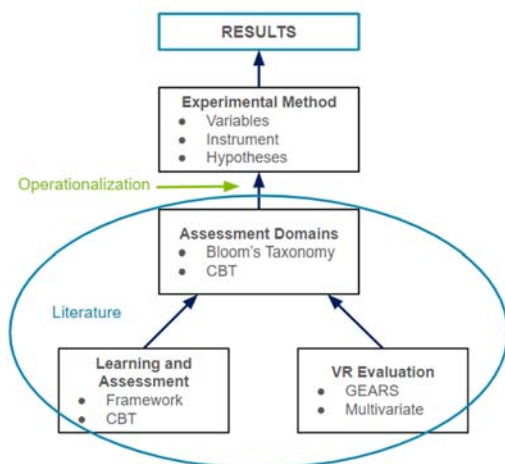 RESULTS
Experimental Method
● Variables
● Instrument
● Hypotheses
Operationalization
Assessment Domains
● Bloom's Taxonomy
● CBT
Literature
Learning and
Assessment
● Framework
● CBT
VR Evaluation
● GEARS
● Multivariate